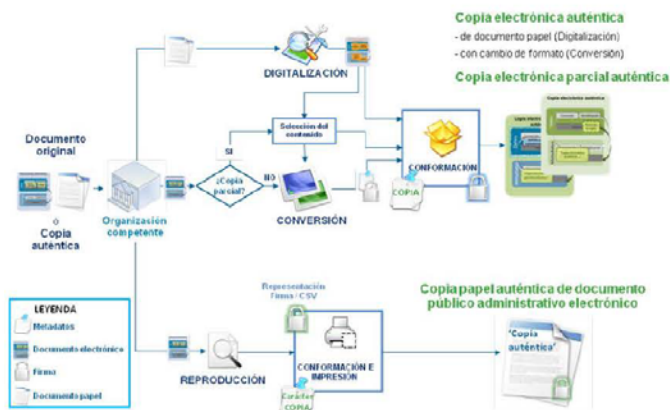 Copia electrónica auténtica
- de documento papel (Digitalización)
- con cambio de formato (Conversión)
Copia electrónica parcial auténtica
DIGITALIZACIÓN
Documento
original
o
Copia
auténtica
Organización
competente
SI
¿Copia
parcial?
NO
Selección del
contenido
CONVERSIÓN
CONFORMACIÓN
COPIA
Copia electrónica auténtica
LEYENDA
Metadatos
Documento electrónico
Firma
Documento papel
REPRODUCCIÓN
Representación
Firma / CSV
CONFORMACIÓN E
IMPRESIÓN
Carácter
COPIA
Copia papel auténtica de documento
público administrativo electrónico
'Copia
auténtica'